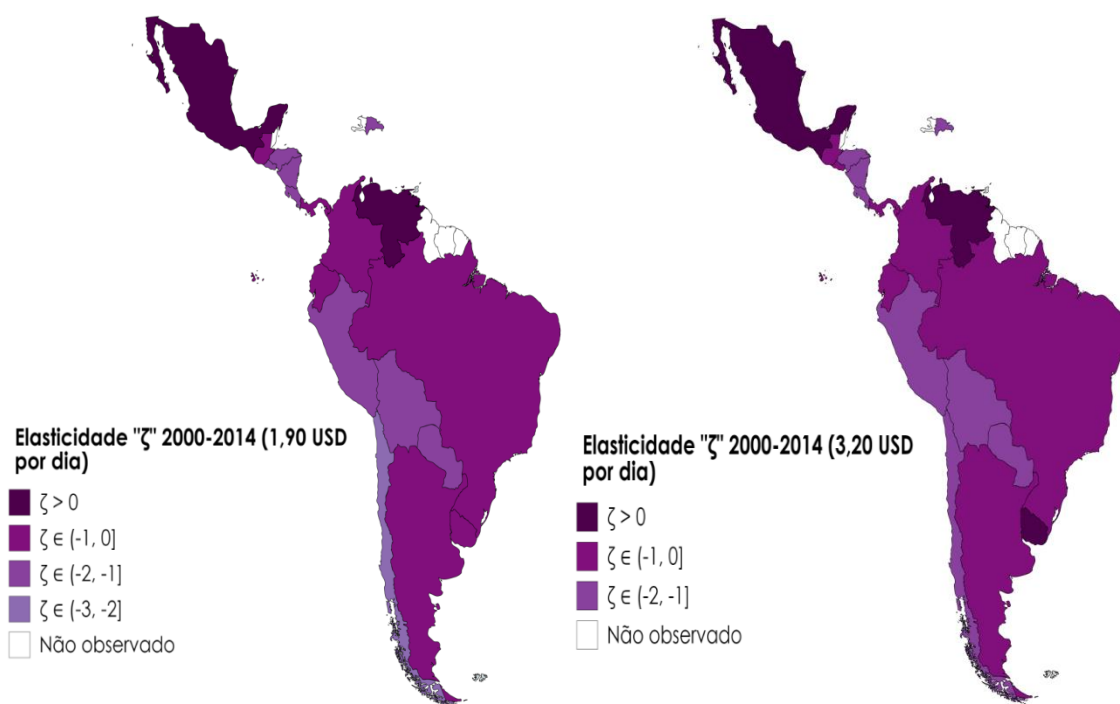 Elasticidade "ζ" 2000-2014 (1,90 USD
por dia)
ζ > 0
ζ ∈ (-1, 0]
ζ ∈ (-2, -1]
ζ ∈ (-3, -2]
Não observado
Elasticidade "ζ" 2000-2014 (3,20 USD
por dia)
ζ > 0
ζ ∈ (-1, 0]
ζ ∈ (-2, -1]
Não observado